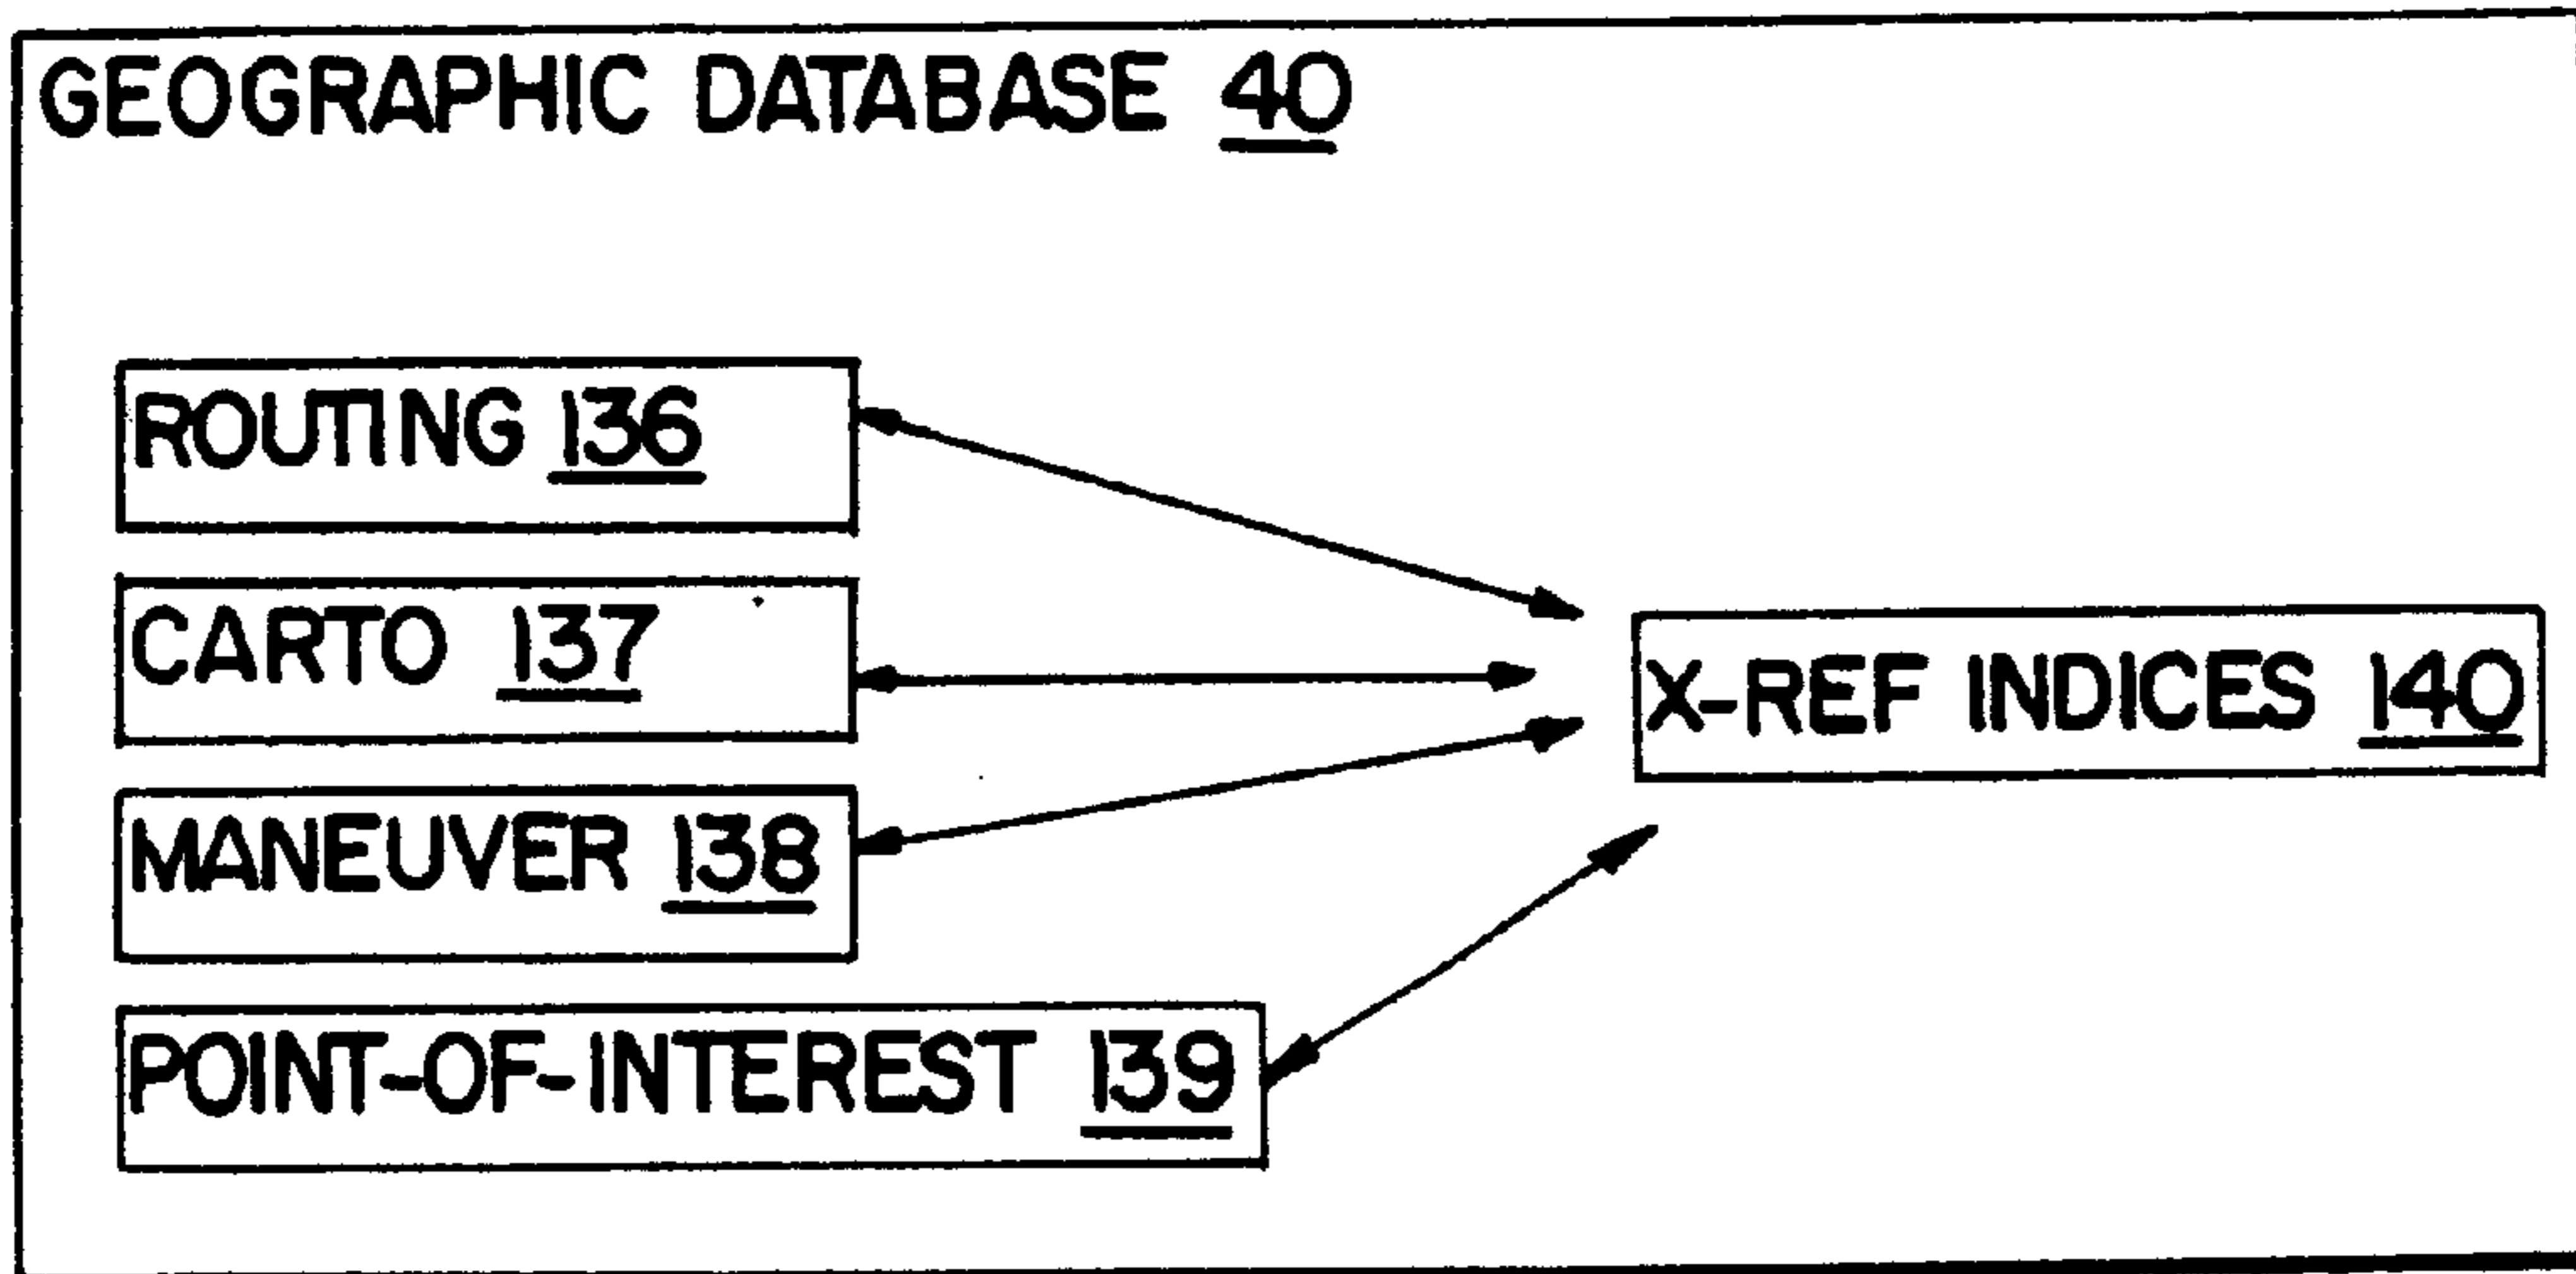 GEOGRAPHIC DATABASE 40
ROUTING 136
CARTO 137
MANEUVER 138
POINT-OF-INTEREST 139
X-REF INDICES 140